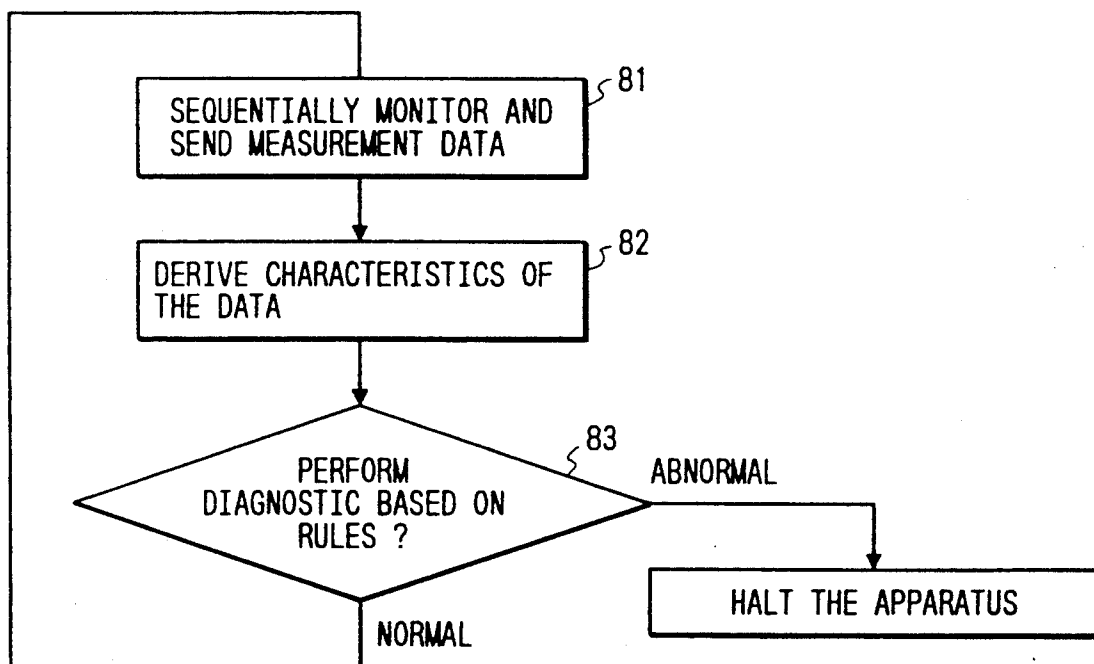 81
SEQUENTIALLY MONITOR AND
SEND MEASUREMENT DATA
82
DERIVE CHARACTERISTICS OF
THE DATA
83
PERFORM
DIAGNOSTIC BASED ON
RULES ?
ABNORMAL
HALT THE APPARATUS
NORMAL